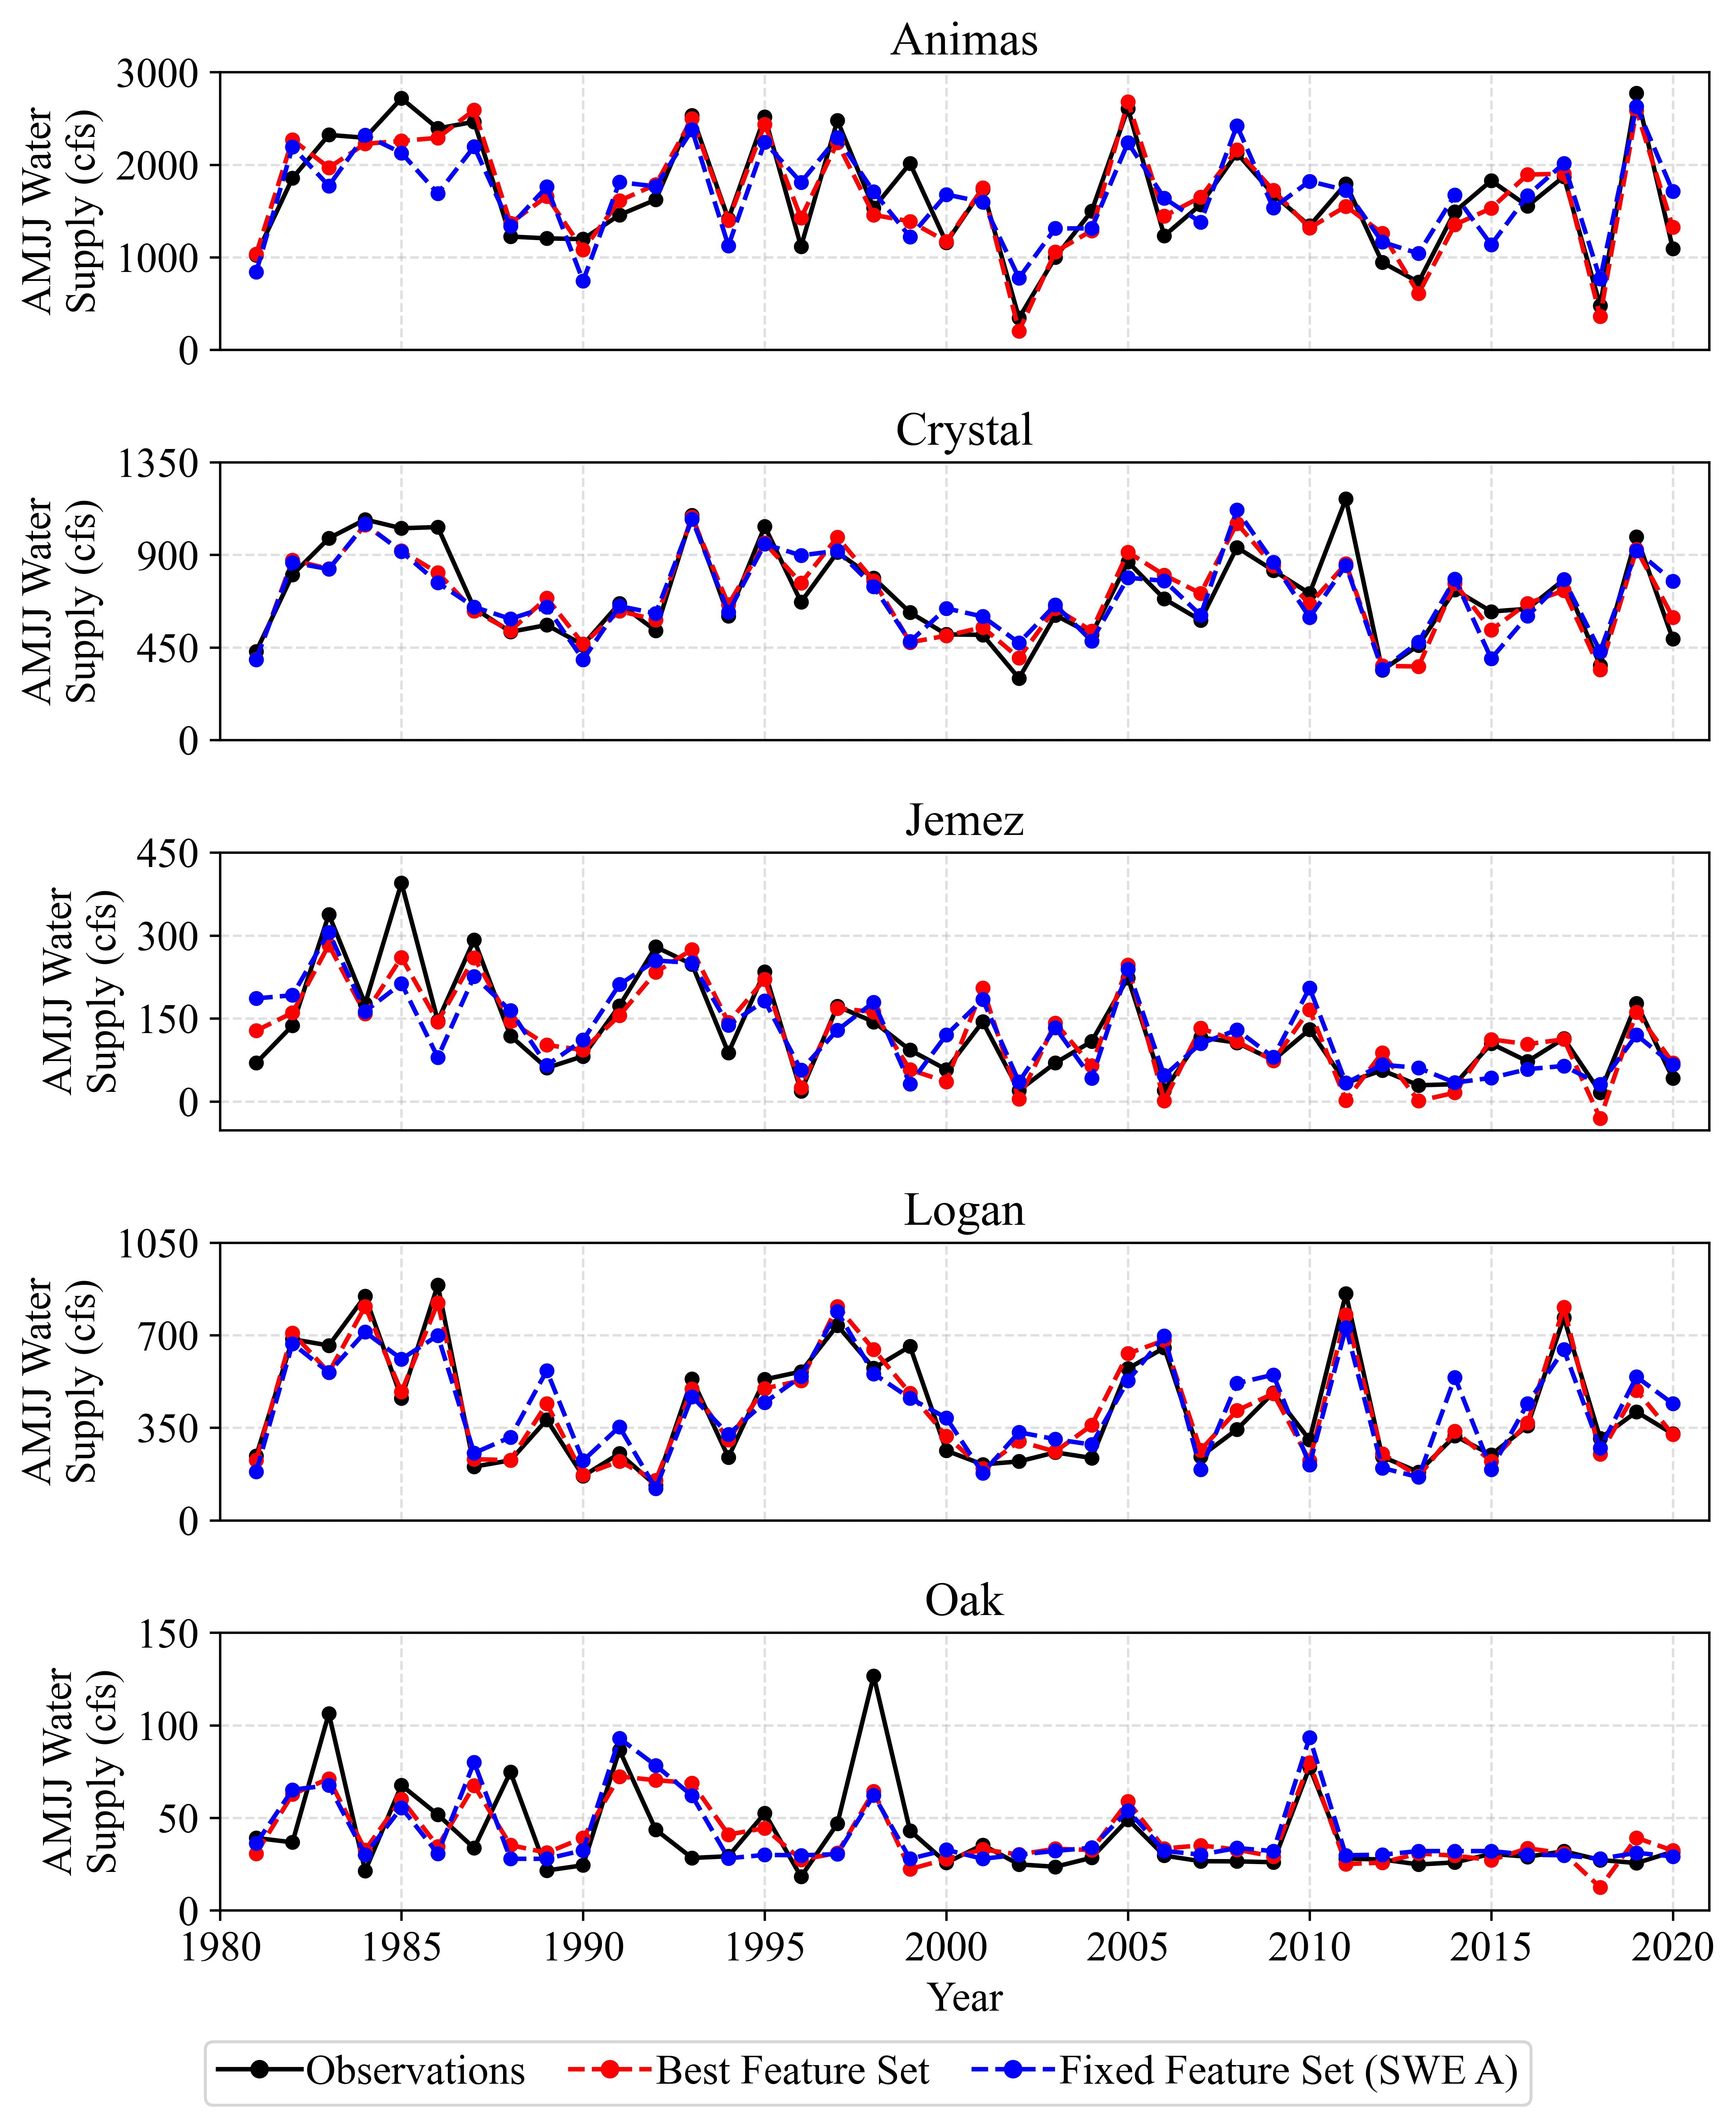 Animas
3000
2000
1000
0
AMJJ Water
Supply (cfs)
Crystal
1350
900
450
0
AMJJ Water
Supply (cfs)
Jemez
450
300
150
0
AMJJ Water
Supply (cfs)
Logan
1050
700
350
0
AMJJ Water
Supply (cfs)
Oak
150
100
50
0
AMJJ Water
Supply (cfs)
1980 1985 1990 1995 2000 2005 2010 2015 2020
Year
Observations Best Feature Set Fixed Feature Set (SWE A)